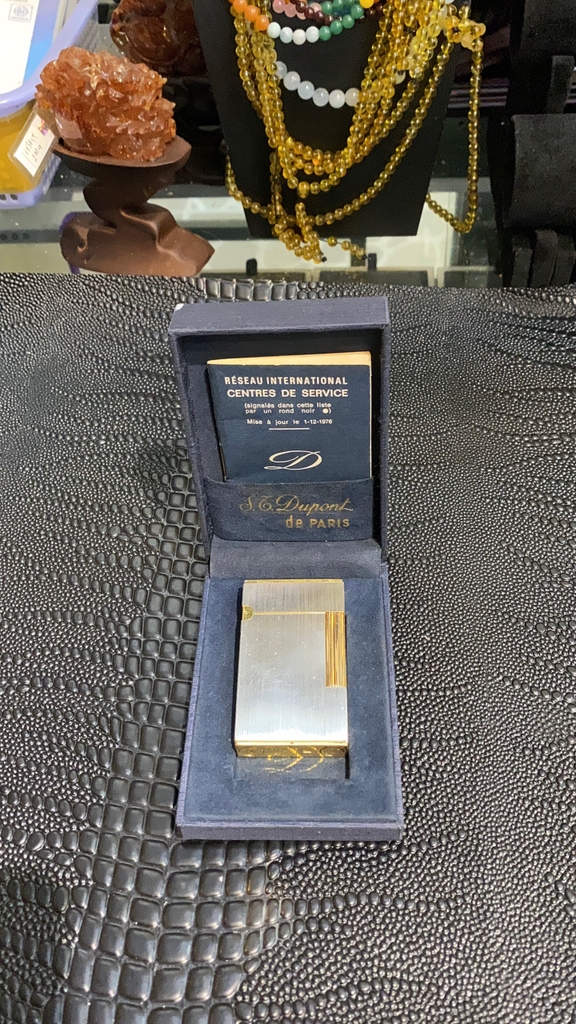 RÉSEAU INTERNATIONAL
CENTRES DE SERVICE
(signalés dans cette liste
par un rond noir ●)
Mise à jour le 1-12-1976
D
S.T. Dupont
de PARIS